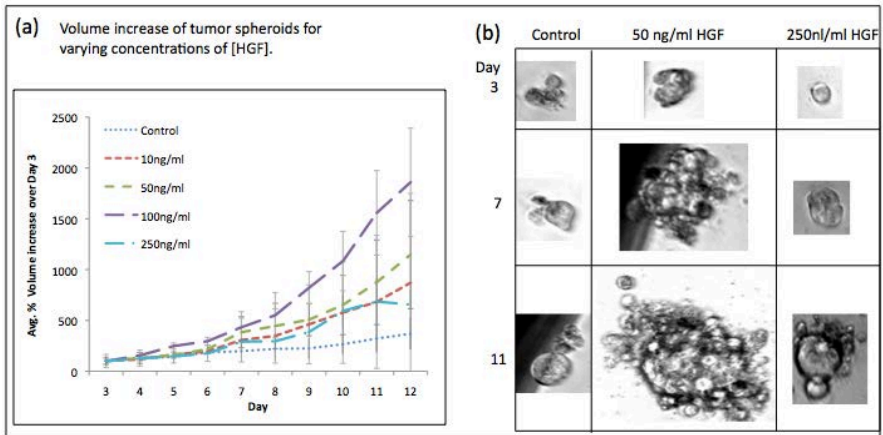 (a) Volume increase of tumor spheroids for
varying concentrations of [HGF].
2500
2000
1500
1000
500
0
Avg. % Volume increase over Day 3
Control
10ng/ml
50ng/ml
100ng/ml
250ng/ml
3 4 5 6 7 8 9 10 11 12
Day
(b) Control 50 ng/ml HGF 250nl/ml HGF
Day
3
7
11